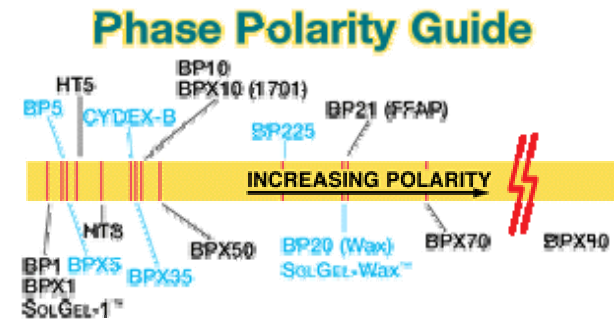 Phase Polarity Guide
HT5
BP10
BPX10 (1701)
BP5
CYDEX-B
BP21 (FFAP)
BP225
INCREASING POLARITY
HT8
BPX50
BP20 (Wax)
SOLGEL-WAX™
BPX70
BPX90
BP1
BPX1
SOLGEL-1™
BPX5
BPX35